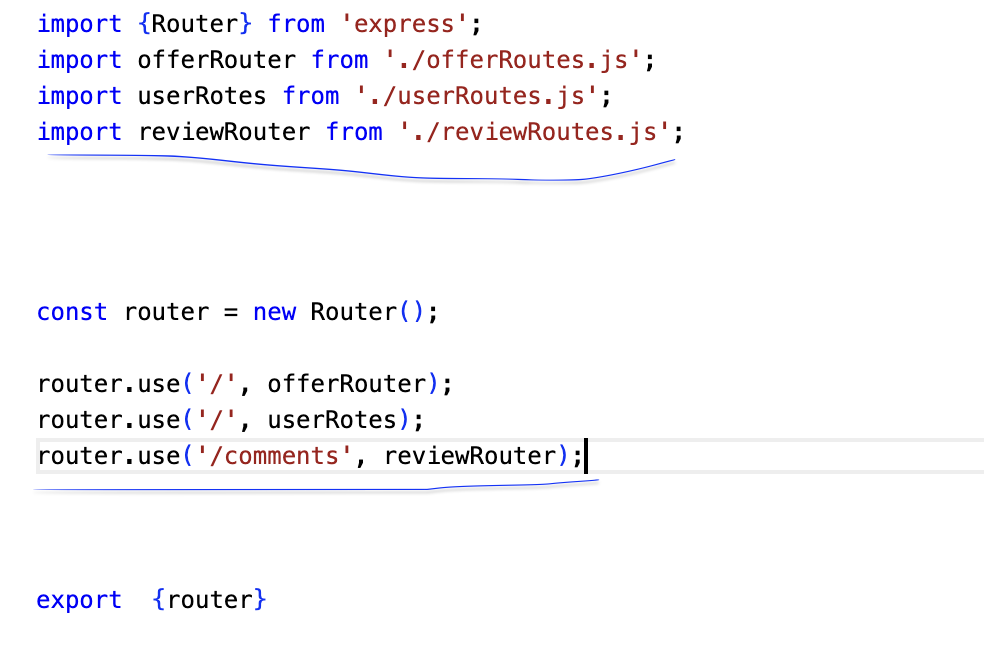 import {Router} from 'express';
import offerRouter from './offerRoutes.js';
import userRotes from './userRoutes.js';
import reviewRouter from './reviewRoutes.js';
const router = new Router();
router.use('/', offerRouter);
router.use('/', userRotes);
router.use('/comments', reviewRouter);
export  {router}